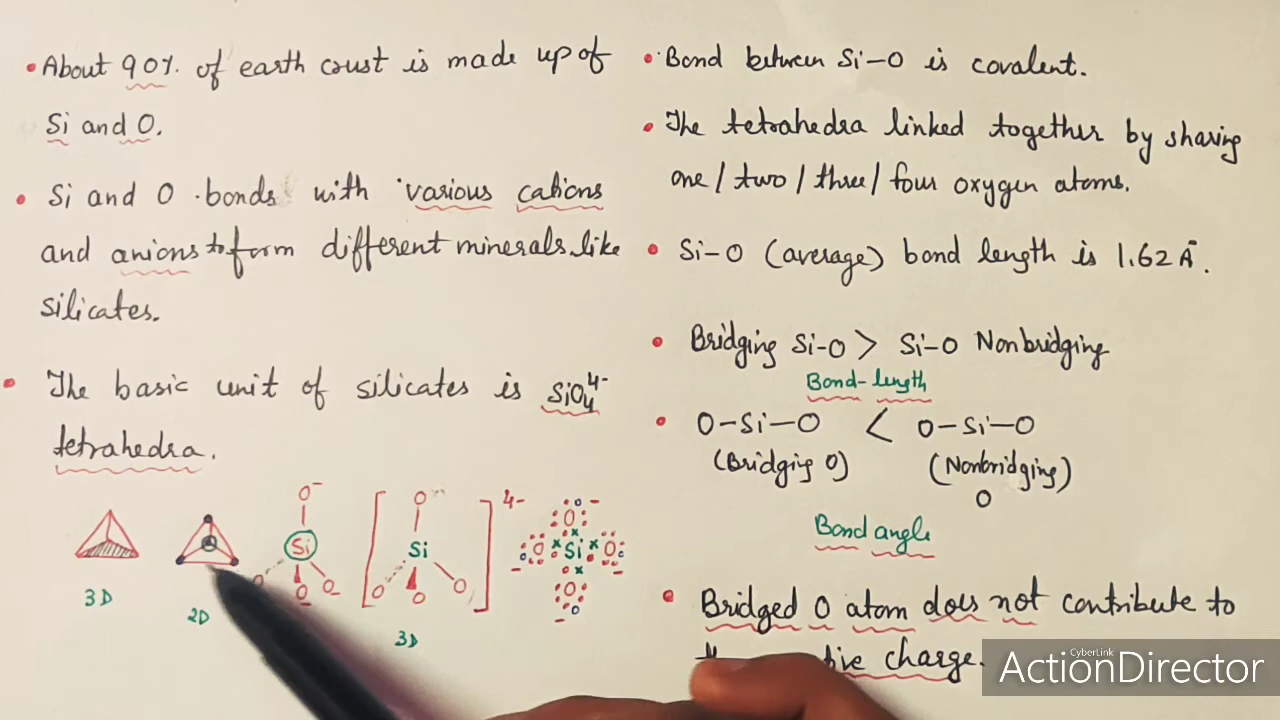 • About 90% of earth coust is made up of
Si and O.
• Si and O bonds with various cations
and anions to form different minerals like
silicates.
• The basic unit of silicates is SiO₄⁴⁻
tetrahedra.
3D
2D
O⁻
Si
O
O⁻
O⁻
[
O
Si
O
O
O
] 4-
3D
O
O Si O
O
• Bond between Si-O is covalent.
• The tetrahedra linked together by sharing
one/two/three/four oxygen atoms.
• Si-O (average) bond length is 1.62 Å.
• Bridging Si-O > Si-O Nonbridging
Bond-length
• O-Si-O < O-Si-O
(Bridging O) (Nonbridging)
O
Bond angle
• Bridged O atom does not contribute to
charge.
CyberLink
ActionDirector